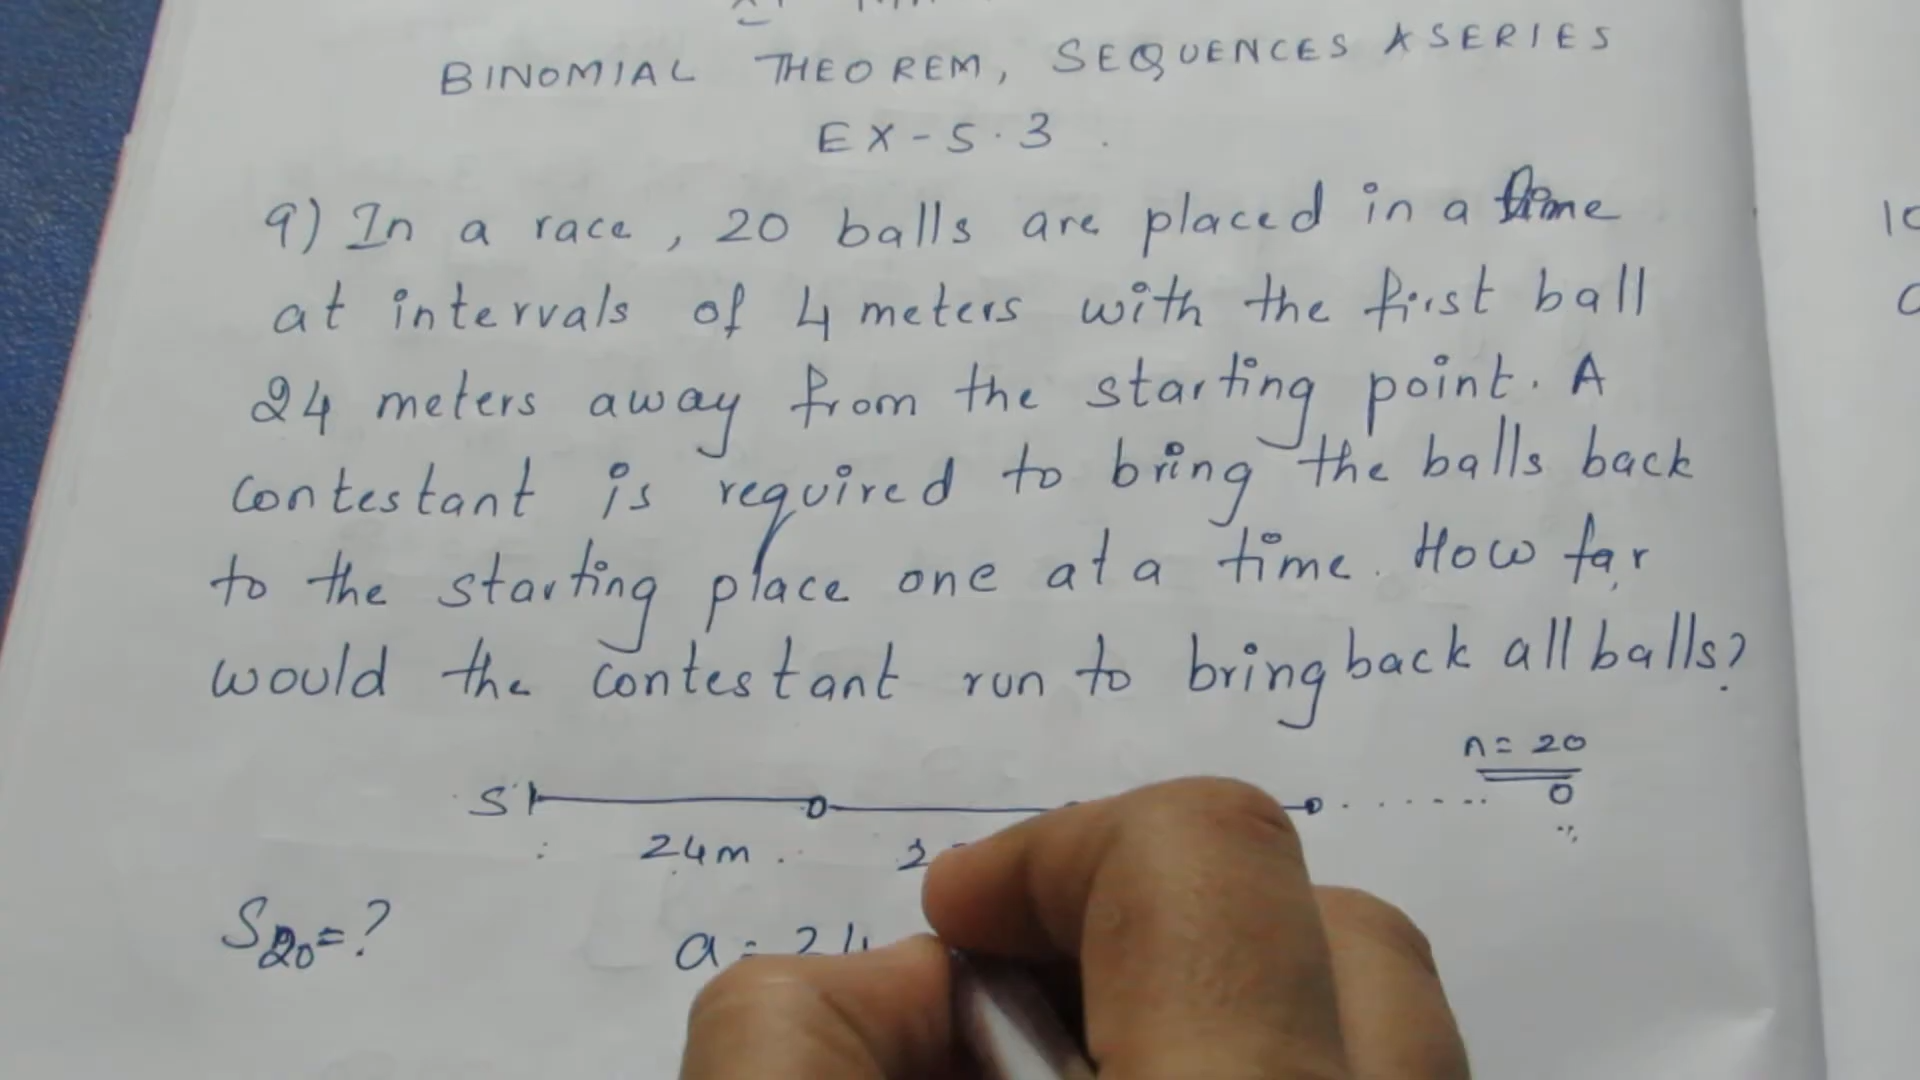 BINOMIAL THEOREM, SEQUENCES & SERIES
EX-5.3.
9) In a race, 20 balls are placed in a line
at intervals of 4 meters with the first ball
24 meters away from the starting point. A
contestant is required to bring the balls back
to the starting place one at a time. How far
would the contestant run to bring back all balls?
n = 20
S
24m.
S20 = ?
a = 24